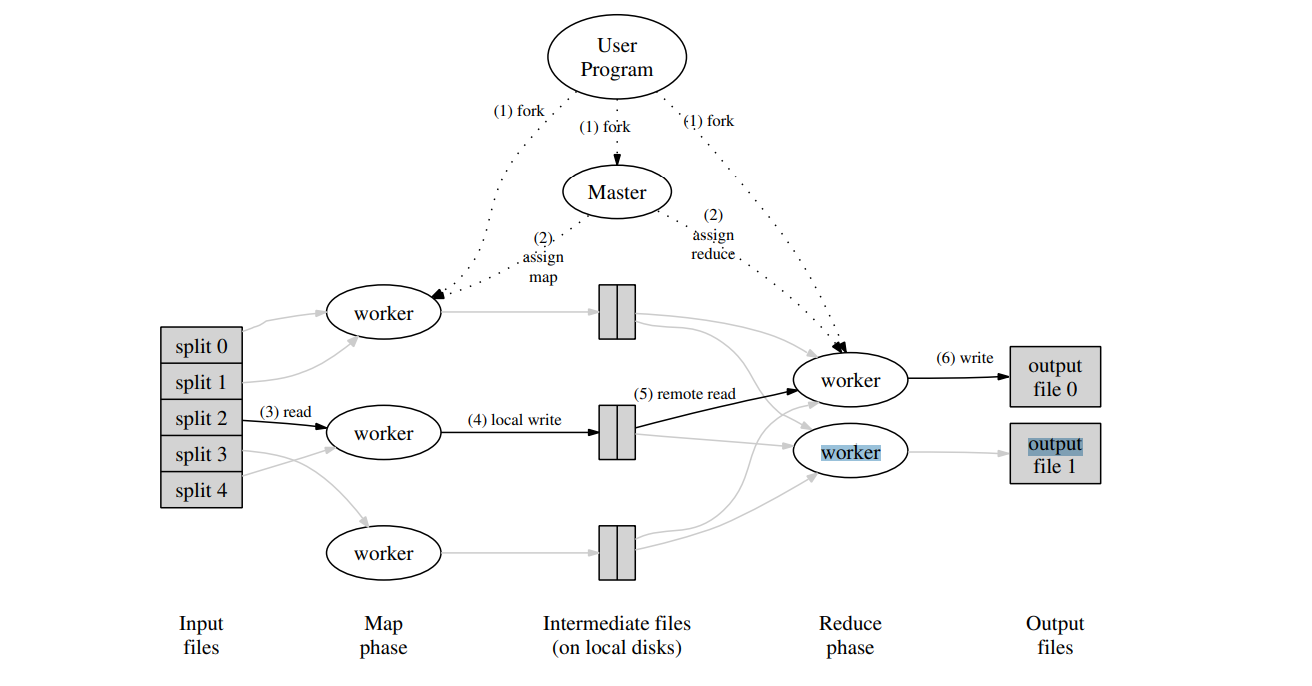 User
Program
(1) fork
(1) fork
(1) fork
Master
(2)
assign
map
(2)
assign
reduce
worker
split 0
split 1
split 2
split 3
split 4
(3) read
worker
(4) local write
worker
(5) remote read
worker
worker
(6) write
output
file 0
output
file 1
Input
files
Map
phase
Intermediate files
(on local disks)
Reduce
phase
Output
files